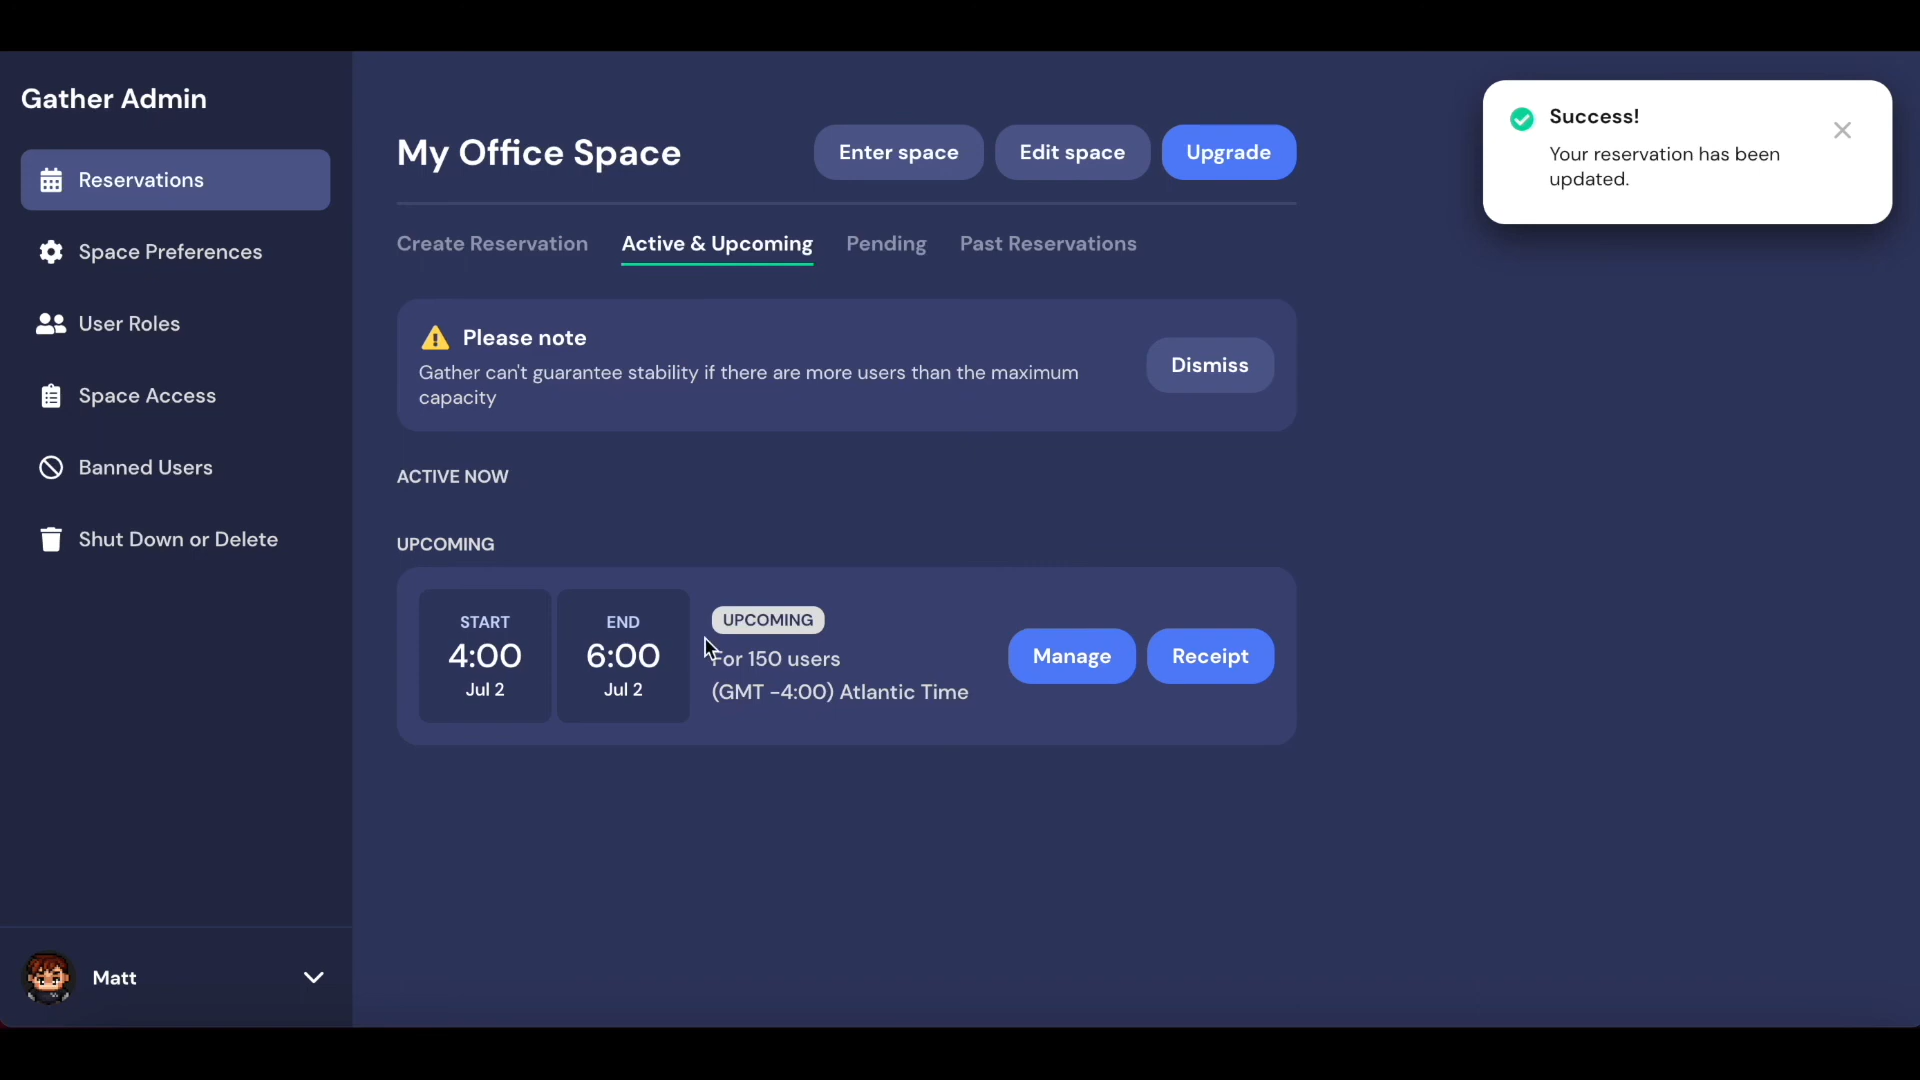 Gather Admin
Reservations
Space Preferences
User Roles
Space Access
Banned Users
Shut Down or Delete
Matt
My Office Space
Enter space
Edit space
Upgrade
Create Reservation
Active & Upcoming
Pending
Past Reservations
Please note
Gather can't guarantee stability if there are more users than the maximum
capacity
Dismiss
ACTIVE NOW
UPCOMING
START
4:00
Jul 2
END
6:00
Jul 2
UPCOMING
For 150 users
(GMT -4:00) Atlantic Time
Manage
Receipt
Success!
Your reservation has been
updated.